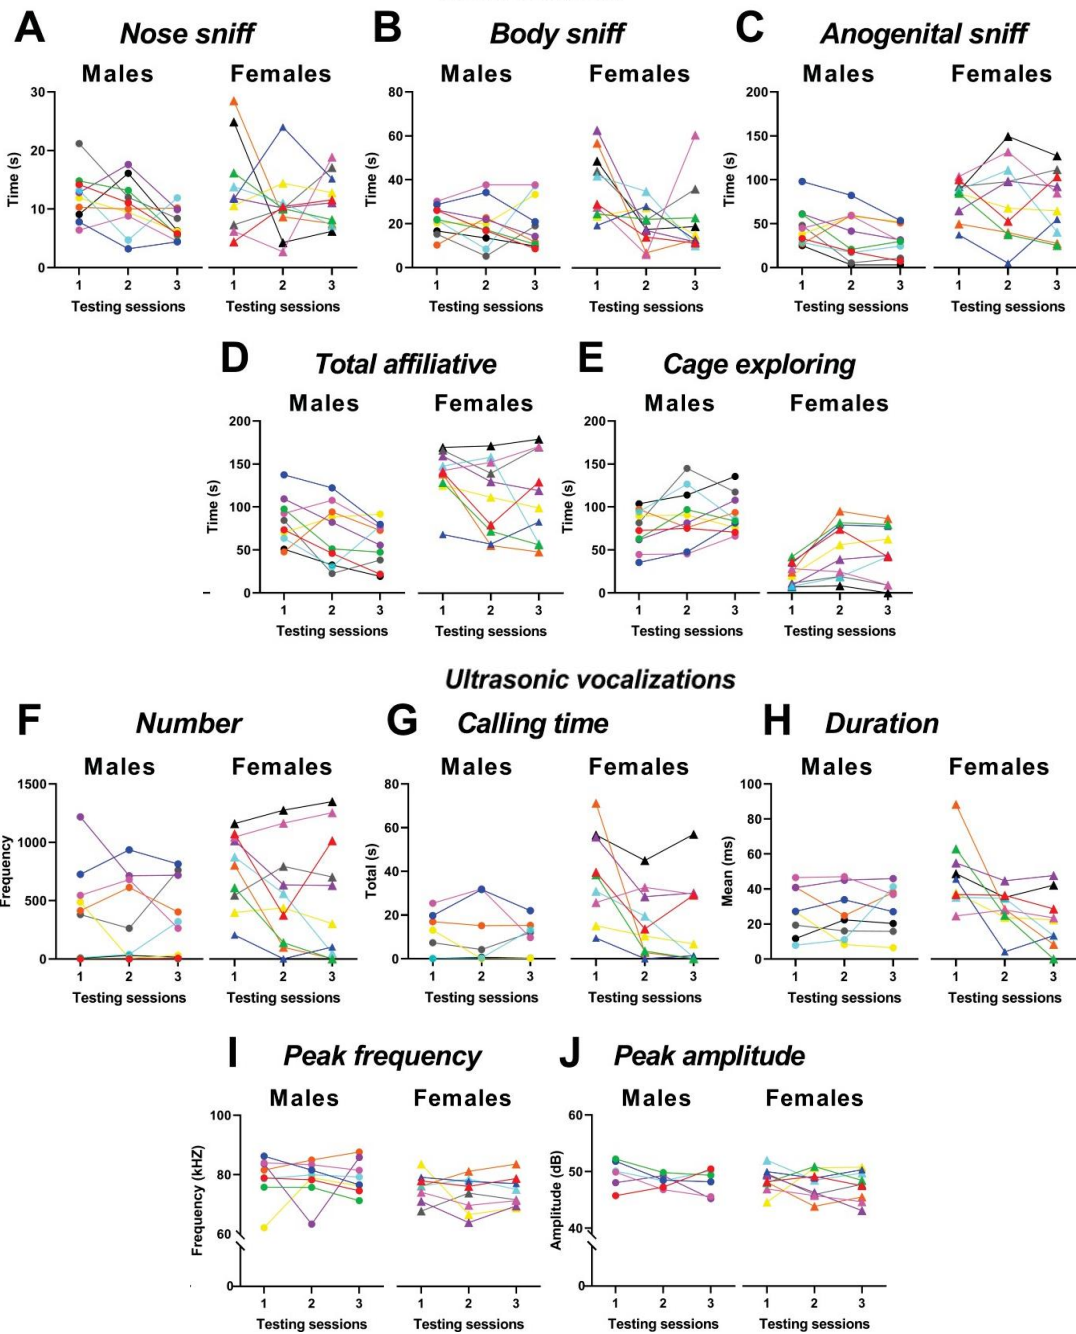 A Nose sniff B Body sniff C Anogenital sniff
Males Females Males Females Males Females
30 80 200
60 150
20
40 100
10
20 50
0 0 0
Time (s) Time (s) Time (s)
1 2 3 1 2 3 1 2 3 1 2 3 1 2 3 1 2 3
Testing sessions Testing sessions Testing sessions Testing sessions Testing sessions Testing sessions
D Total affiliative E Cage exploring
Males Females Males Females
200 200
150 150
100 100
50 50
0 0
Time (s) Time (s)
1 2 3 1 2 3 1 2 3 1 2 3
Testing sessions Testing sessions Testing sessions Testing sessions
Ultrasonic vocalizations
F Number G Calling time H Duration
Males Females Males Females Males Females
1500 80 100
80
1000 60
60
40
500 40
20 20
0 0 0
Frequency Total (s) Mean (ms)
1 2 3 1 2 3 1 2 3 1 2 3 1 2 3 1 2 3
Testing sessions Testing sessions Testing sessions Testing sessions Testing sessions Testing sessions
I Peak frequency J Peak amplitude
Males Females Males Females
100 60
80 50
60 40
0 0
Frequency (kHZ) Amplitude (dB)
1 2 3 1 2 3 1 2 3 1 2 3
Testing sessions Testing sessions Testing sessions Testing sessions